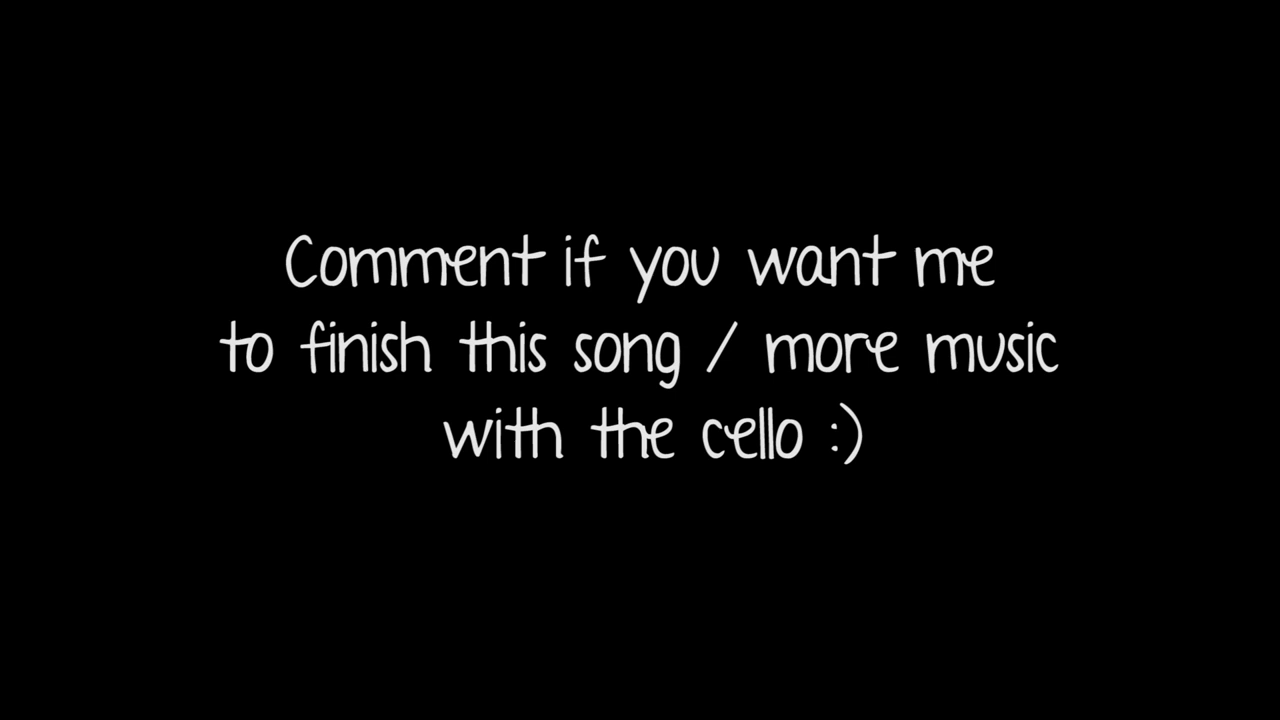 Comment if you want me
to finish this song / more music
with the cello :)